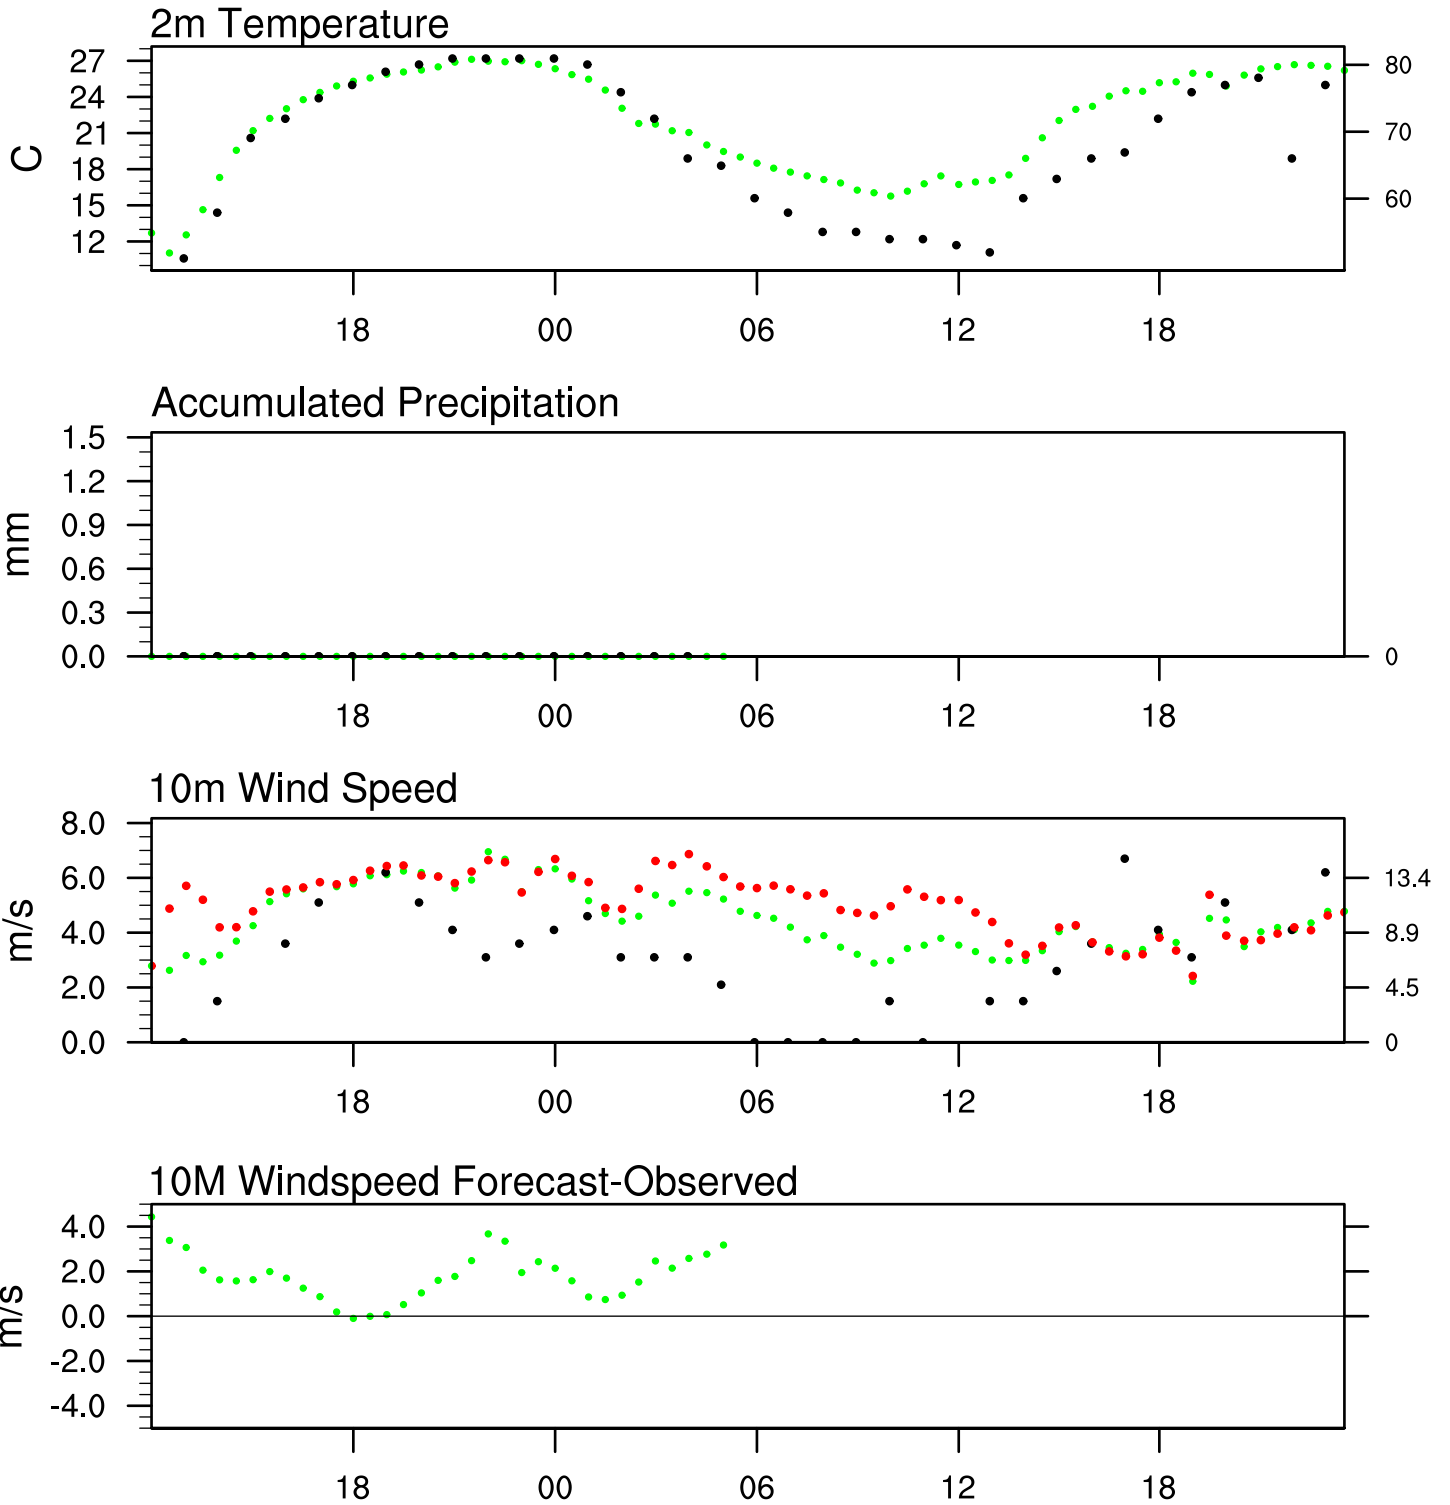 2m Temperature
27
24
21
18
15
12
C
80
70
60
18 00 06 12 18
Accumulated Precipitation
1.5
1.2
0.9
0.6
0.3
0.0
mm
0
18 00 06 12 18
10m Wind Speed
8.0
6.0
4.0
2.0
0.0
m/s
13.4
8.9
4.5
0
18 00 06 12 18
10M Windspeed Forecast-Observed
4.0
2.0
0.0
-2.0
-4.0
m/s
18 00 06 12 18